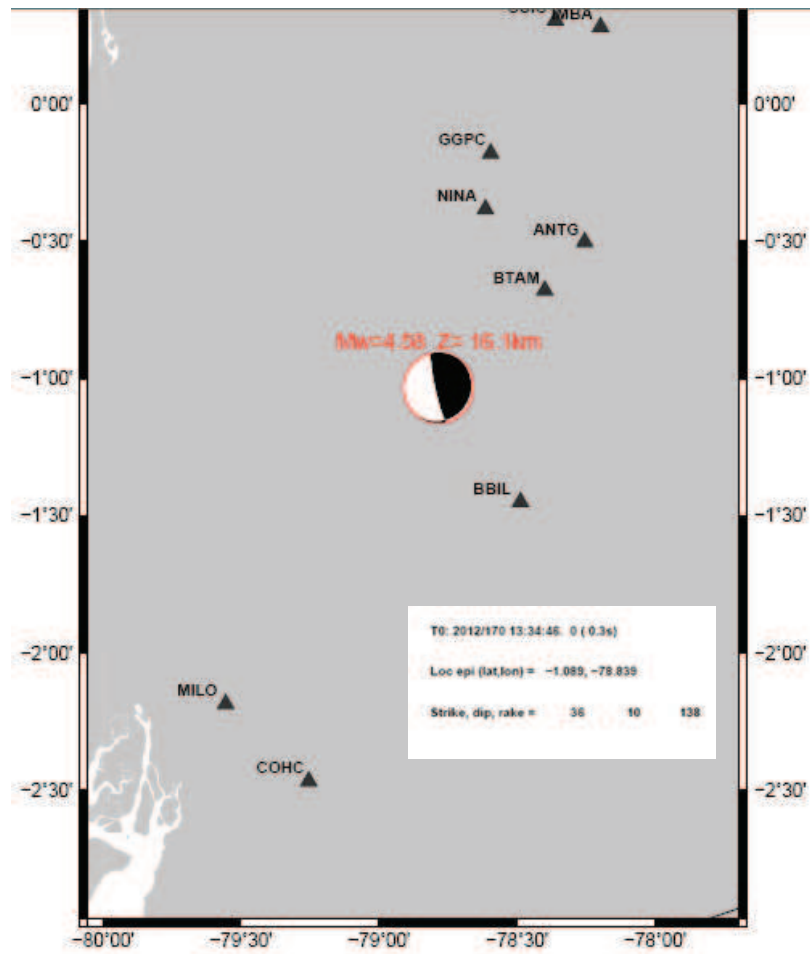 MBA
0°00' 0°00'
GGPC
NINA
ANTG
−0°30' −0°30'
BTAM
Z= 16.1km
−1°00' −1°00'
BBIL
−1°30' −1°30'
T0: 2012/170 13:34:46. 0 ( 0.3s)
−2°00' −2°00'
Loc epi (lat,lon) = −1.089, −78.839
MILO
Strike, dip, rake = 36 10 138
COHC
−2°30' −2°30'
−80°00' −79°30' −79°00' −78°30' −78°00'